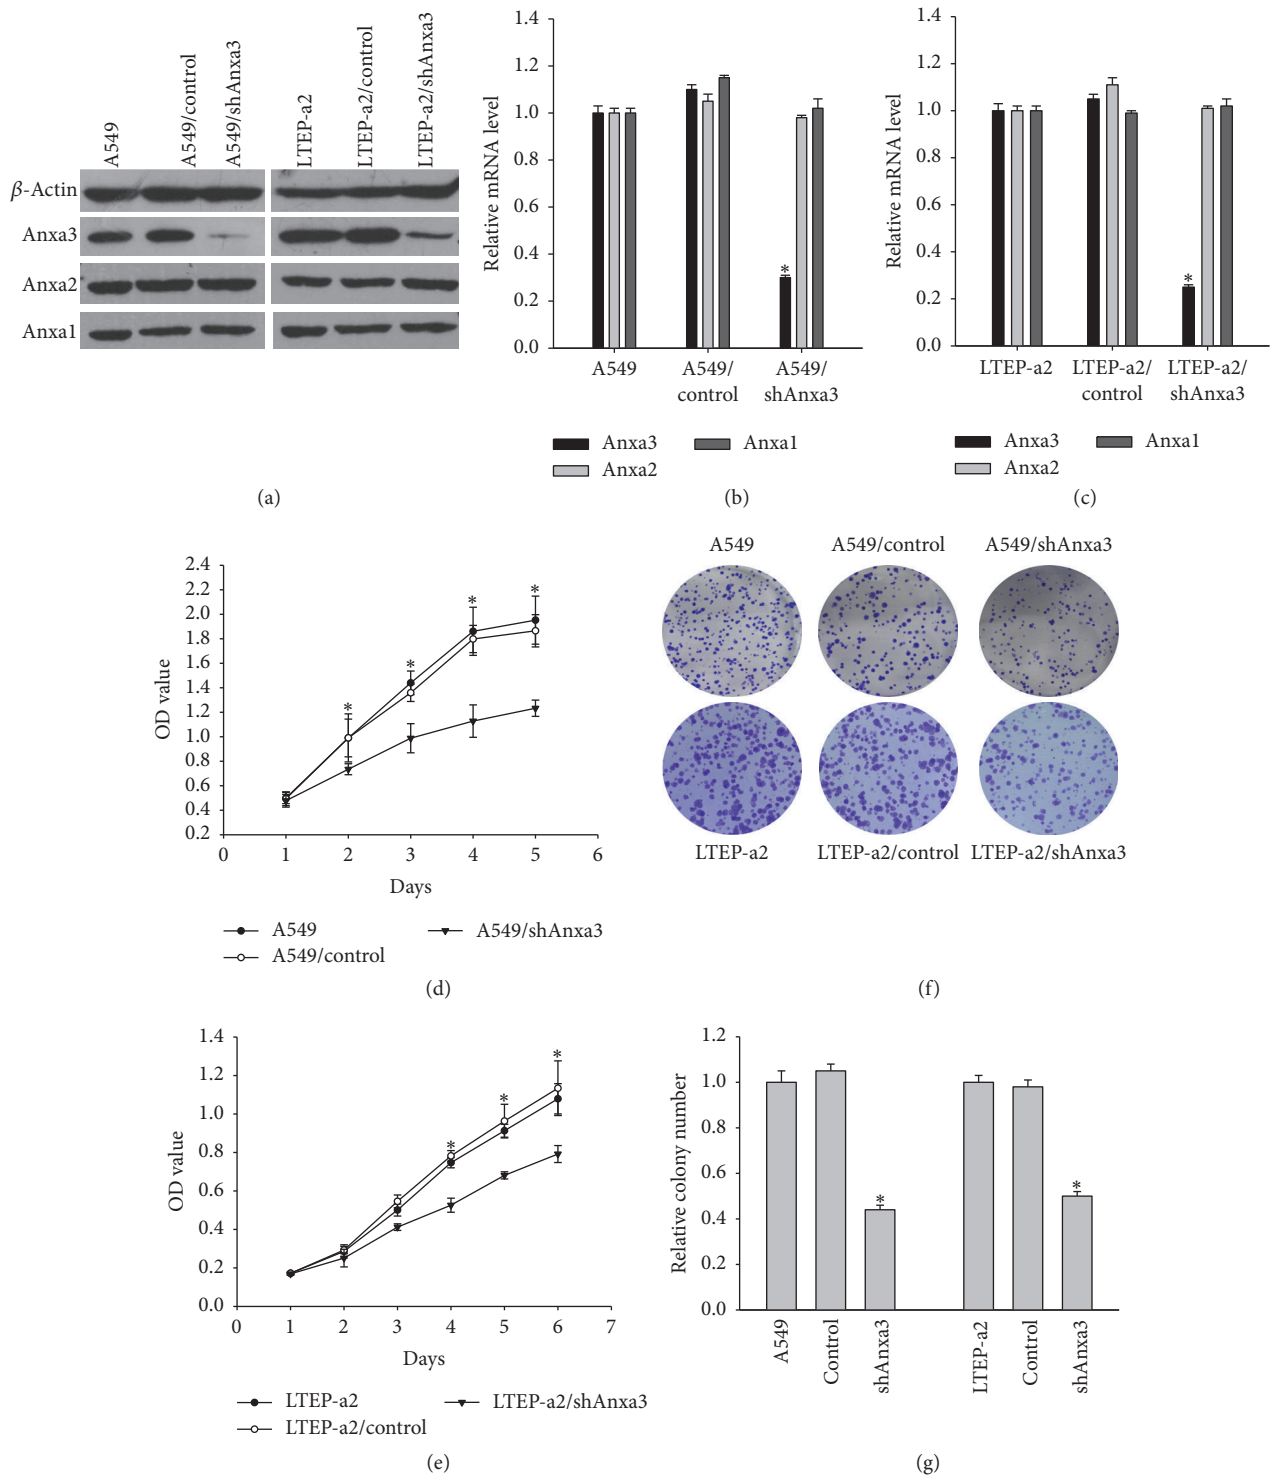 A549
A549/control
A549/shAnxa3
LTEP-a2
LTEP-a2/control
LTEP-a2/shAnxa3
β-Actin
Anxa3
Anxa2
Anxa1
(a)
Relative mRNA level
1.4
1.2
1.0
0.8
0.6
0.4
0.2
0.0
*
A549
A549/
control
A549/
shAnxa3
Anxa3
Anxa2
Anxa1
(b)
Relative mRNA level
1.4
1.2
1.0
0.8
0.6
0.4
0.2
0.0
*
LTEP-a2
LTEP-a2/
control
LTEP-a2/
shAnxa3
Anxa3
Anxa2
Anxa1
(c)
OD value
2.4
2.2
2.0
1.8
1.6
1.4
1.2
1.0
0.8
0.6
0.4
0.2
* * * *
0 1 2 3 4 5 6
Days
A549
A549/control
A549/shAnxa3
(d)
A549 A549/control A549/shAnxa3
LTEP-a2 LTEP-a2/control LTEP-a2/shAnxa3
(f)
OD value
1.4
1.2
1.0
0.8
0.6
0.4
0.2
0.0
* * *
0 1 2 3 4 5 6 7
Days
LTEP-a2
LTEP-a2/control
LTEP-a2/shAnxa3
(e)
Relative colony number
1.2
1.0
0.8
0.6
0.4
0.2
0.0
* *
A549
Control
shAnxa3
LTEP-a2
Control
shAnxa3
(g)